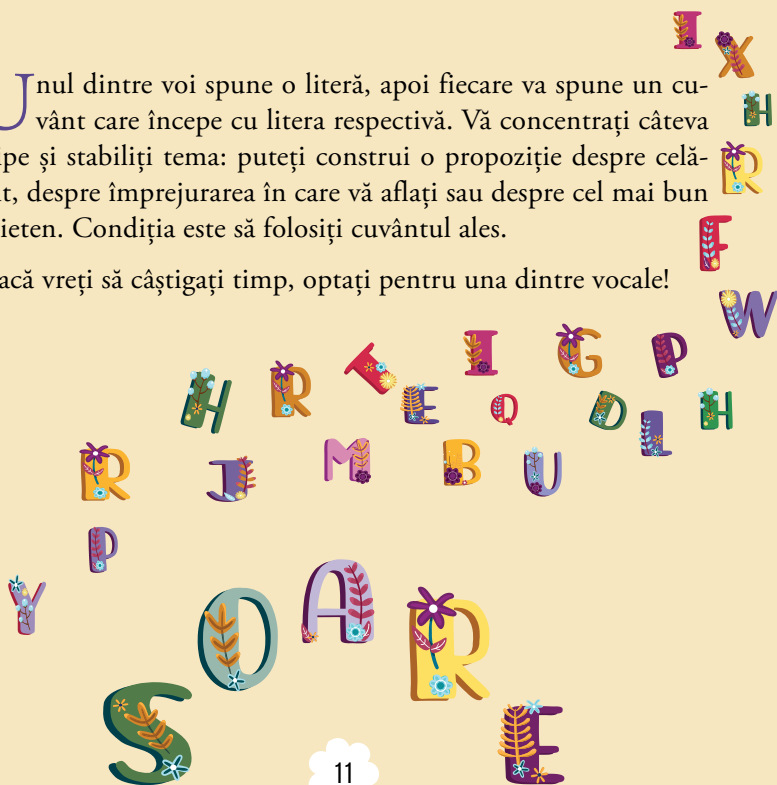 I
X
Unul dintre voi spune o literă, apoi fiecare va spune un cu-
H
vânt care începe cu litera respectivă. Vă concentrați câteva
ipe și stabiliți tema: puteți construi o propoziție despre celă-
R
t, despre împrejurarea în care vă aflați sau despre cel mai bun
ieten. Condiția este să folosiți cuvântul ales.
F
acă vreți să câștigați timp, optați pentru una dintre vocale!
W
H R T E I Q G D P L H
R J M B U
P
Y
SOARE
11